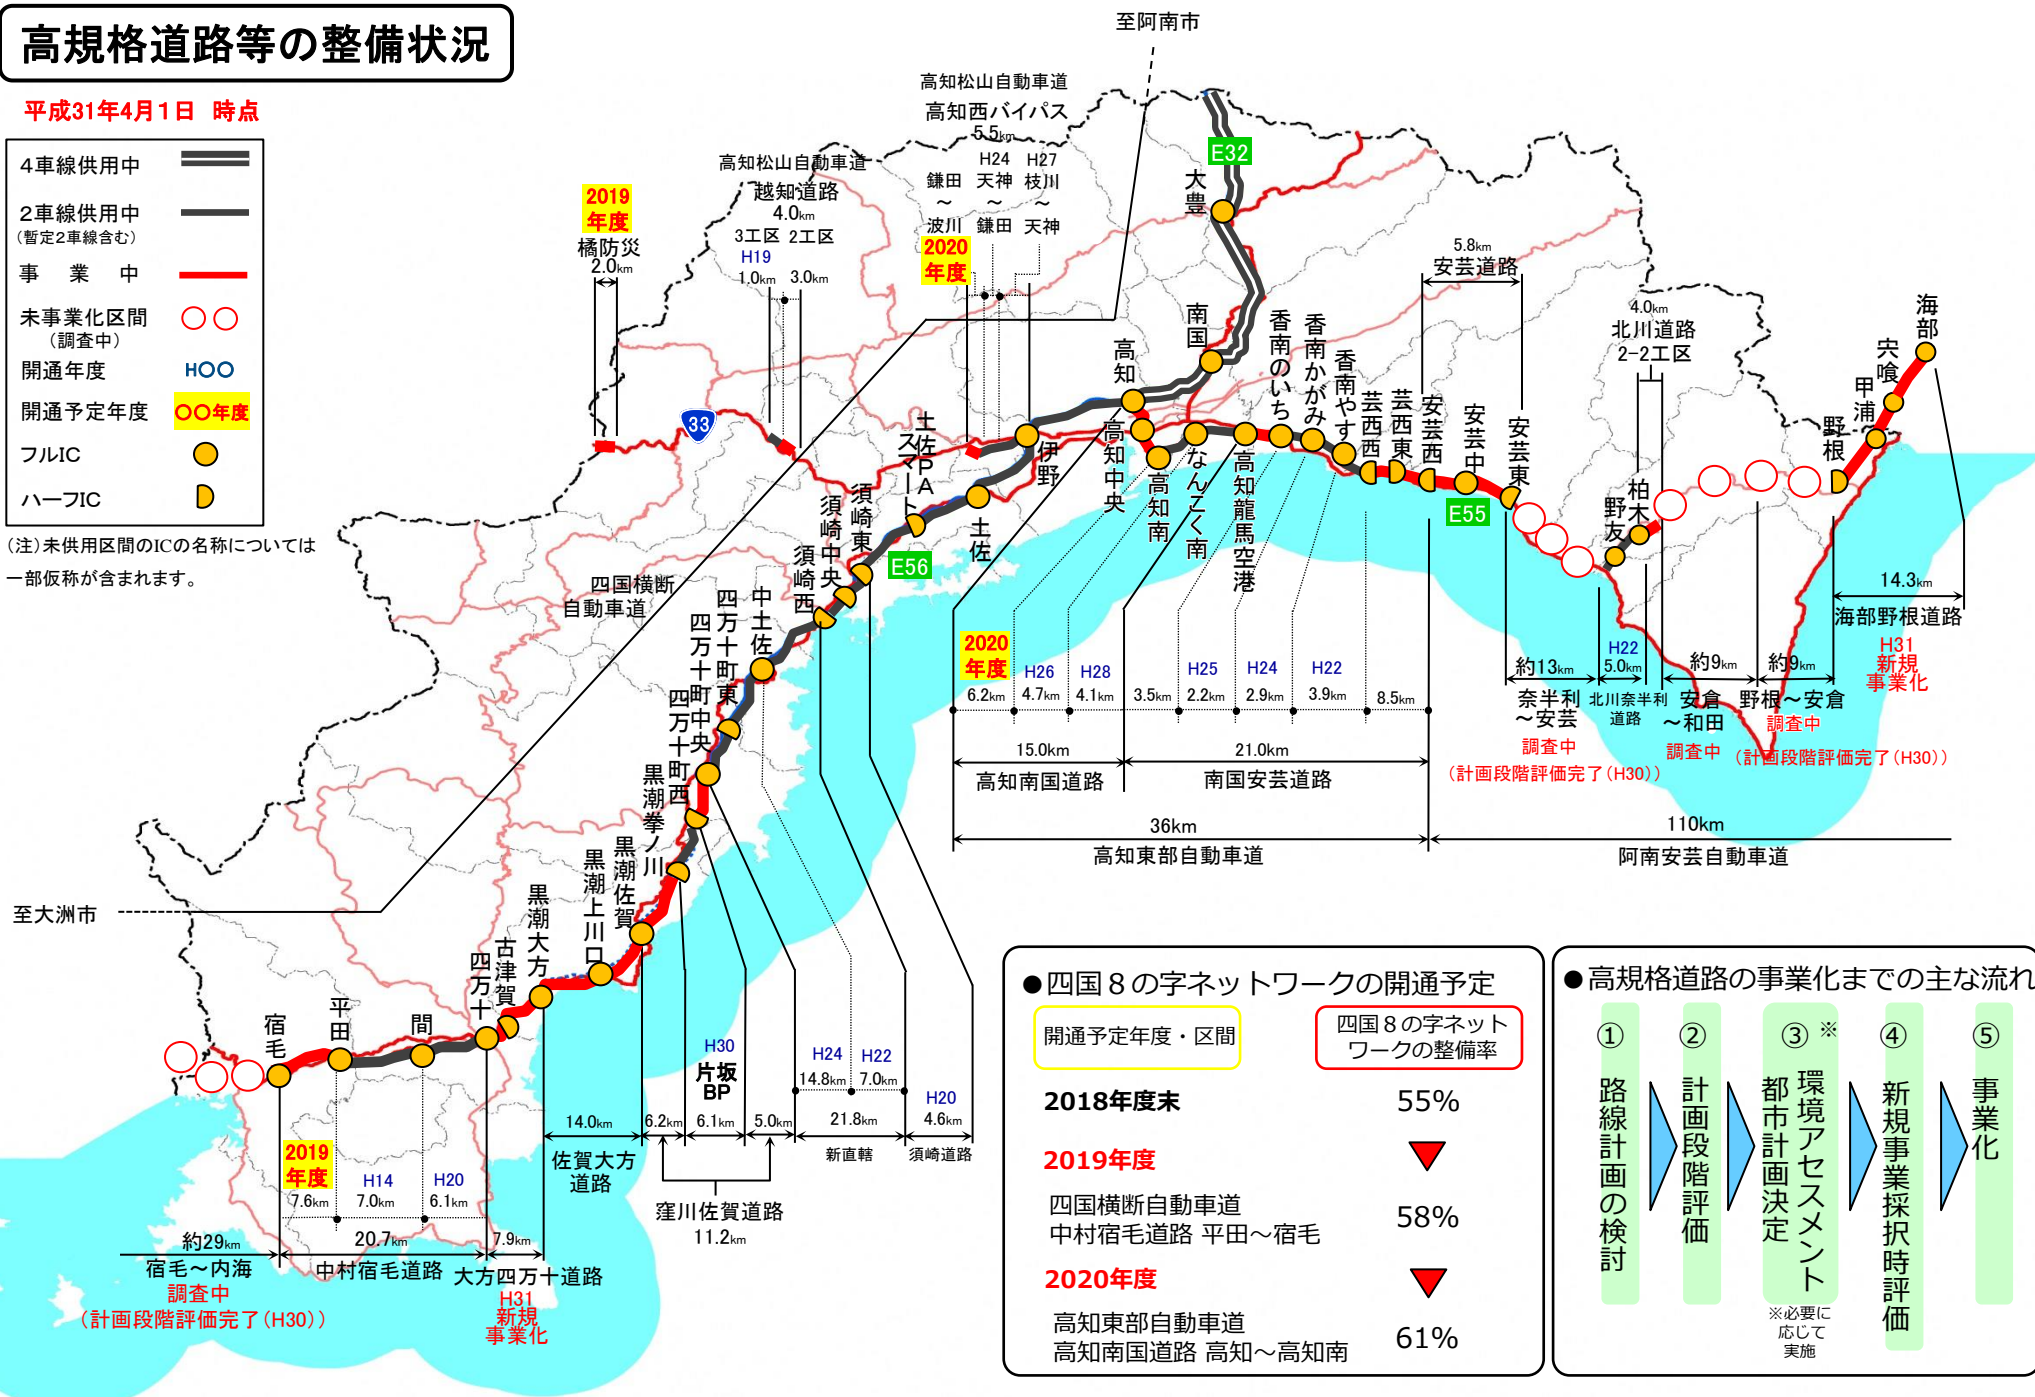 高規格道路等の整備状況
平成31年4月1日 時点
4車線供用中
2車線供用中
(暫定2車線含む)
事 業 中
未事業化区間
(調査中)
開通年度 H〇〇
開通予定年度 〇〇年度
フルIC
ハーフIC
(注)未供用区間のICの名称については
一部仮称が含まれます。
至阿南市
高知松山自動車道
高知西バイパス
5.5km
H24 H27
鎌田 天神 枝川
～ ～ ～
波川 鎌田 天神
2020
年度
高知松山自動車道
越知道路
4.0km
3工区 2工区
H19
1.0km 3.0km
2019
年度
橘防災
2.0km
33
E32
大豊
南国
高知
高知中央
高知南
なんこく南
高知龍馬空港
香南のいち
香南かがみ
香南やす
芸西西
芸西東
安芸西
安芸中
安芸東
E55
5.8km
安芸道路
4.0km
北川道路
2-2工区
柏木
野友
野根
甲浦
宍喰
海部
伊野
土佐
土佐PA
スマート
E56
須崎東
須崎中央
須崎西
中土佐
四万十町東
四万十町中央
四万十町西
黒潮拳ノ川
黒潮佐賀
黒潮上川口
黒潮大方
古津賀
四万十
間
平田
宿毛
四国横断
自動車道
至大洲市
2020
年度
H26 H28 H25 H24 H22
6.2km 4.7km 4.1km 3.5km 2.2km 2.9km 3.9km 8.5km
15.0km 21.0km
高知南国道路 南国安芸道路
36km
高知東部自動車道
110km
阿南安芸自動車道
約13km
奈半利
～安芸
調査中
(計画段階評価完了(H30))
H22
5.0km
北川奈半利
道路
約9km
安倉
～和田
調査中
約9km
野根～安倉
調査中
(計画段階評価完了(H30))
14.3km
海部野根道路
H31
新規
事業化
2019
年度
H14 H20
7.6km 7.0km 6.1km
約29km
宿毛～内海
調査中
(計画段階評価完了(H30))
20.7km
中村宿毛道路
7.9km
大方四万十道路
H31
新規
事業化
14.0km
佐賀大方
道路
6.2km
H30
片坂
BP
6.1km
5.0km
窪川佐賀道路
11.2km
H24 H22
14.8km 7.0km
21.8km
新直轄
H20
4.6km
須崎道路
●四国8の字ネットワークの開通予定
開通予定年度・区間
四国8の字ネット
ワークの整備率
2018年度末 55%
2019年度
四国横断自動車道
中村宿毛道路 平田～宿毛
58%
2020年度
高知東部自動車道
高知南国道路 高知～高知南
61%
●高規格道路の事業化までの主な流れ
①
路線計画の検討
②
計画段階評価
③※
環境アセスメント
都市計画決定
※必要に
応じて
実施
④
新規事業採択時評価
⑤
事業化